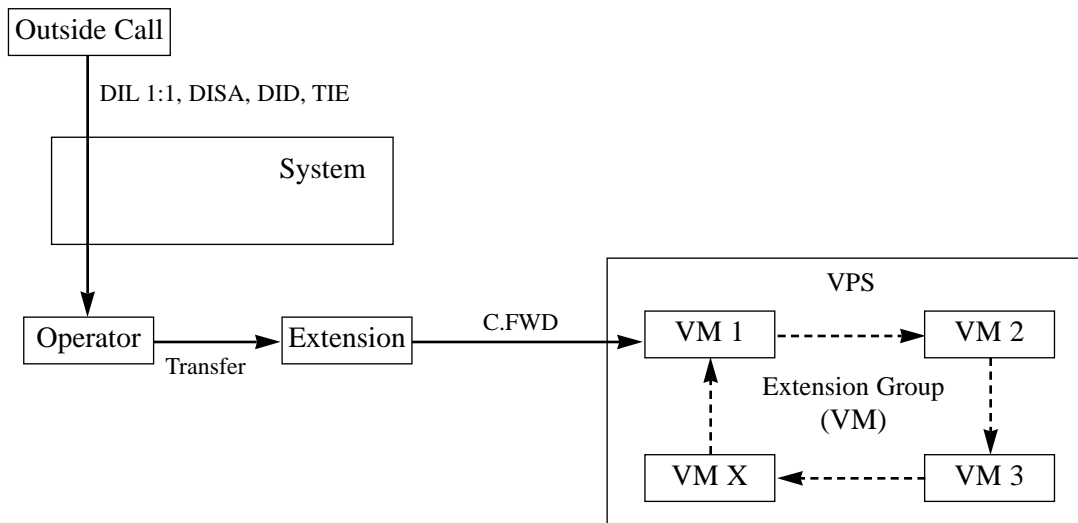 Outside Call
DIL 1:1, DISA, DID, TIE
System
VPS
Operator
Transfer
Extension
C.FWD
VM 1
VM 2
Extension Group
(VM)
VM X
VM 3